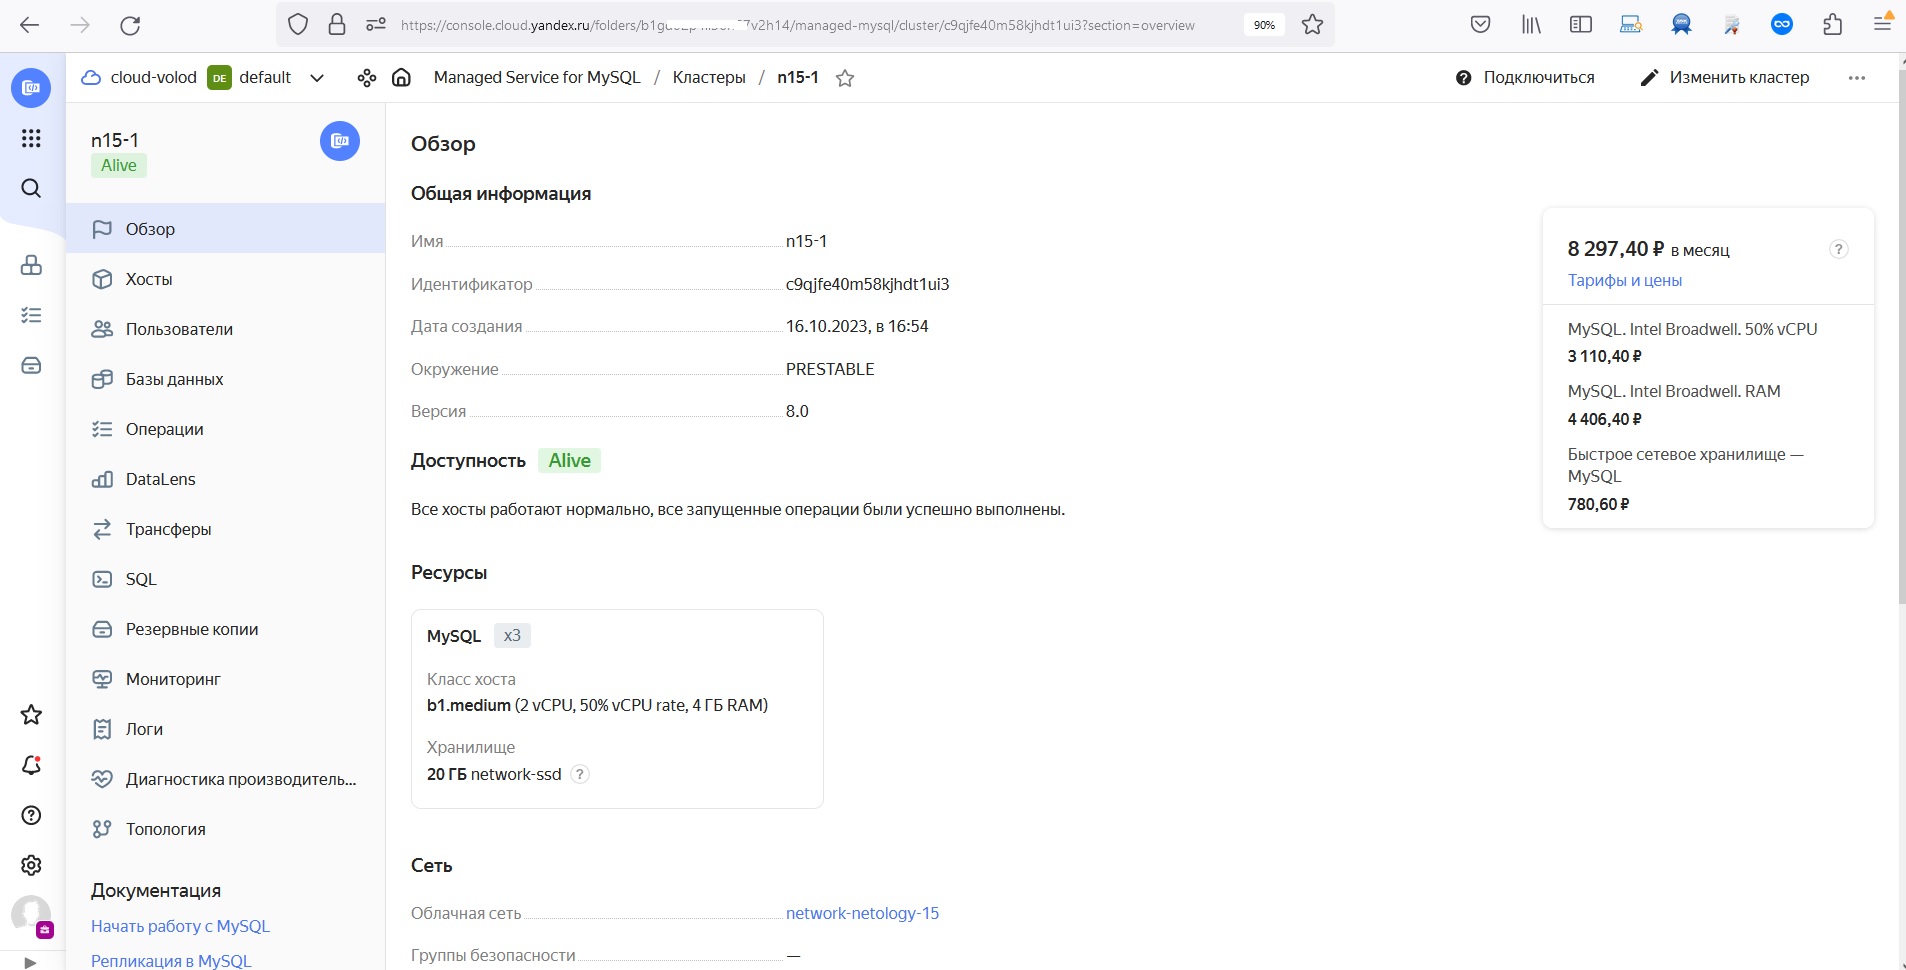 https://console.cloud.yandex.ru/folders/b1g 7v2h14/managed-mysql/cluster/c9qjfe40m58kjhdt1ui3?section=overview
90%
cloud-volod DE default
Managed Service for MySQL / Кластеры / n15-1
Подключиться
Изменить кластер
n15-1
Alive
Обзор
Хосты
Пользователи
Базы данных
Операции
DataLens
Трансферы
SQL
Резервные копии
Мониторинг
Логи
Диагностика производитель...
Топология
Документация
Начать работу с MySQL
Репликация в MySQL
Обзор
Общая информация
Имя n15-1
Идентификатор c9qjfe40m58kjhdt1ui3
Дата создания 16.10.2023, в 16:54
Окружение PRESTABLE
Версия 8.0
Доступность Alive
Все хосты работают нормально, все запущенные операции были успешно выполнены.
Ресурсы
MySQL x3
Класс хоста
b1.medium (2 vCPU, 50% vCPU rate, 4 ГБ RAM)
Хранилище
20 ГБ network-ssd ?
Сеть
Облачная сеть network-netology-15
Группы безопасности —
8 297,40 ₽ в месяц ?
Тарифы и цены
MySQL. Intel Broadwell. 50% vCPU
3 110,40 ₽
MySQL. Intel Broadwell. RAM
4 406,40 ₽
Быстрое сетевое хранилище —
MySQL
780,60 ₽